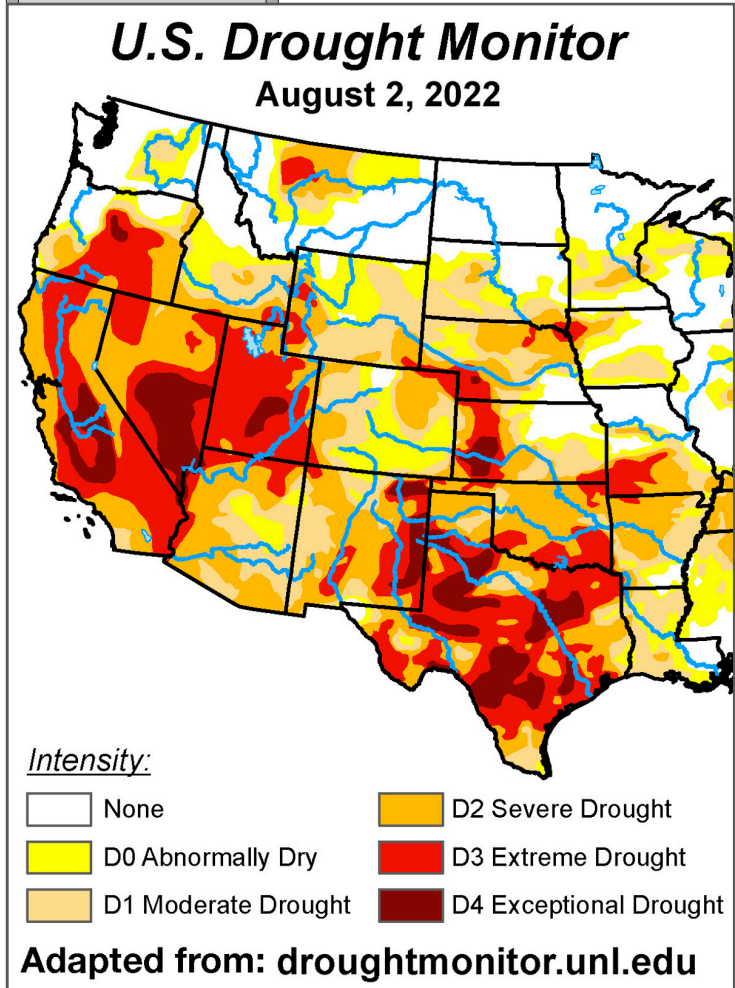 U.S. Drought Monitor
August 2, 2022
Intensity:
None
D0 Abnormally Dry
D1 Moderate Drought
D2 Severe Drought
D3 Extreme Drought
D4 Exceptional Drought
Adapted from: droughtmonitor.unl.edu